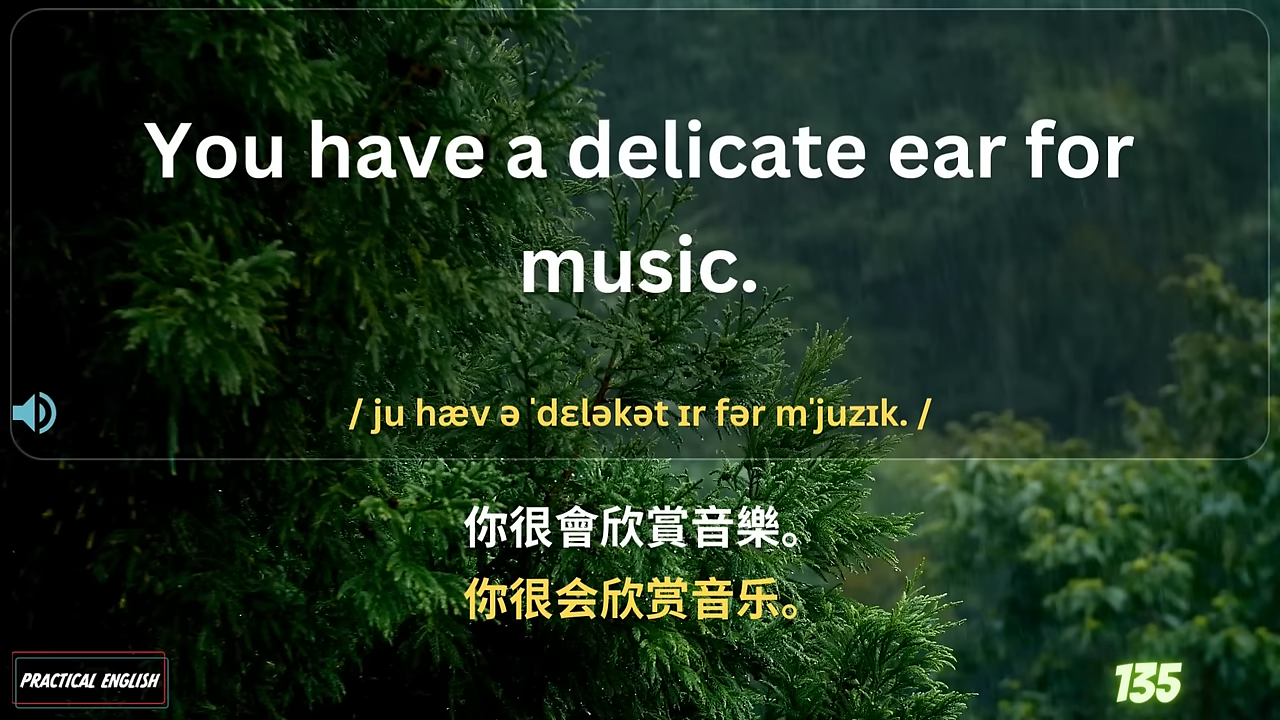 You have a delicate ear for
music.
/ ju hæv ə ˈdɛləkət ɪr fər mˈjuzɪk. /
你很會欣賞音樂。
你很会欣赏音乐。
PRACTICAL ENGLISH
135